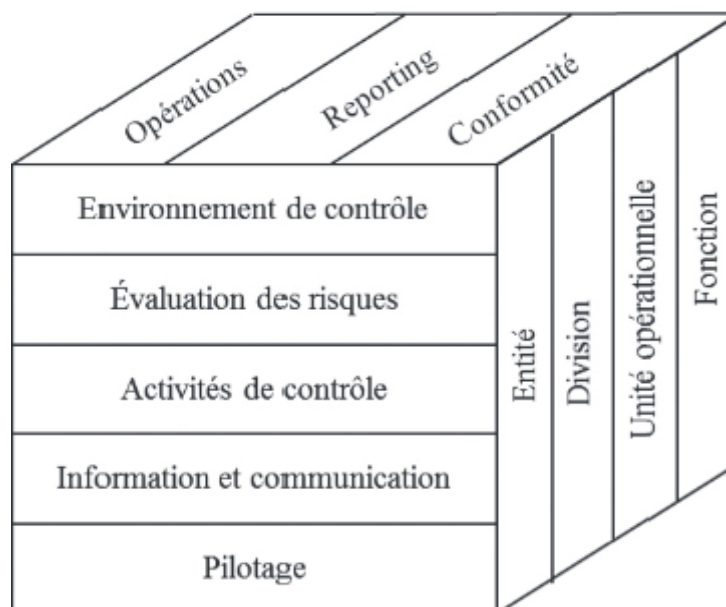 Opérations
Reporting
Conformité
Environnement de contrôle
Évaluation des risques
Activités de contrôle
Information et communication
Pilotage
Entité
Division
Unité opérationnelle
Fonction